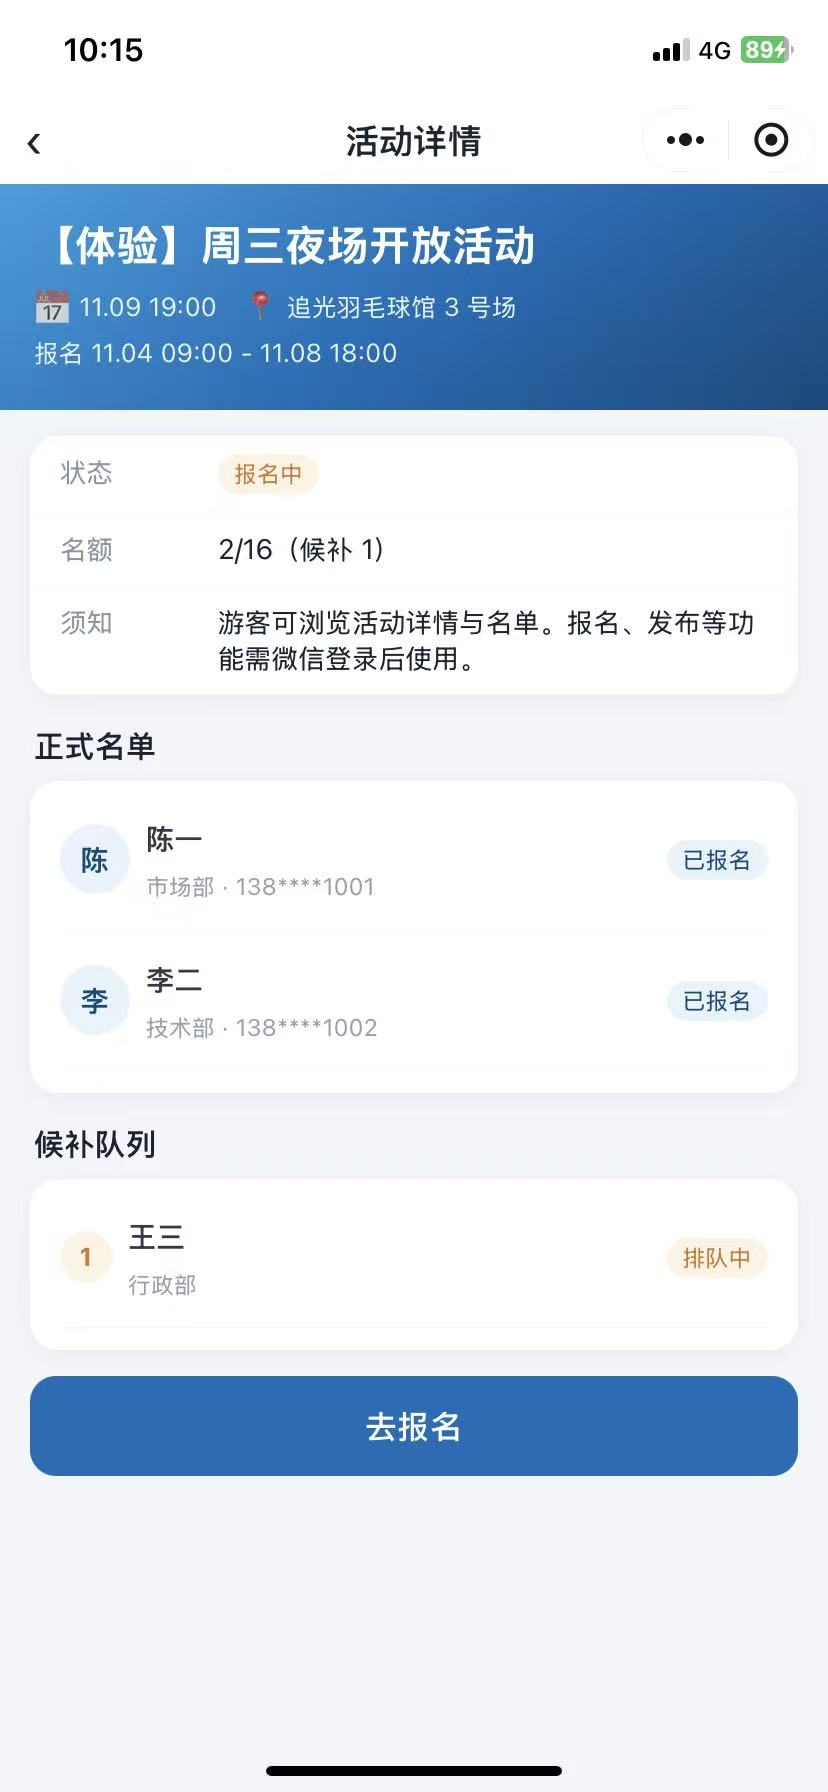 10:15
4G
89
活动详情
【体验】周三夜场开放活动
JUL 17 11.09 19:00 追光羽毛球馆 3 号场
报名 11.04 09:00 - 11.08 18:00
状态 报名中
名额 2/16（候补 1）
须知 游客可浏览活动详情与名单。报名、发布等功
能需微信登录后使用。
正式名单
陈 陈一
市场部 · 138****1001
已报名
李 李二
技术部 · 138****1002
已报名
候补队列
1 王三
行政部
排队中
去报名